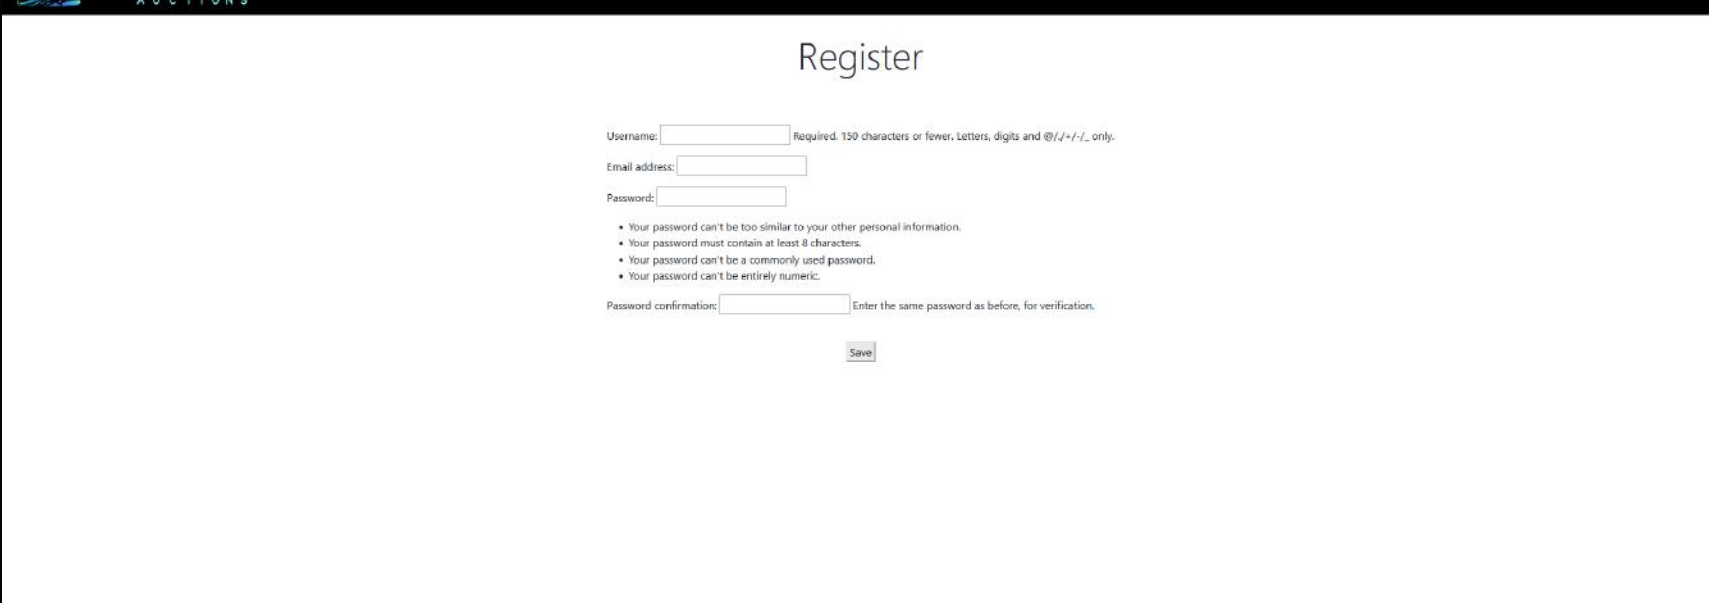 AUCTIONS
Register
Username: Required. 150 characters or fewer. Letters, digits and @/./+/-/_ only.
Email address:
Password:
• Your password can't be too similar to your other personal information.
• Your password must contain at least 8 characters.
• Your password can't be a commonly used password.
• Your password can't be entirely numeric.
Password confirmation: Enter the same password as before, for verification.
Save